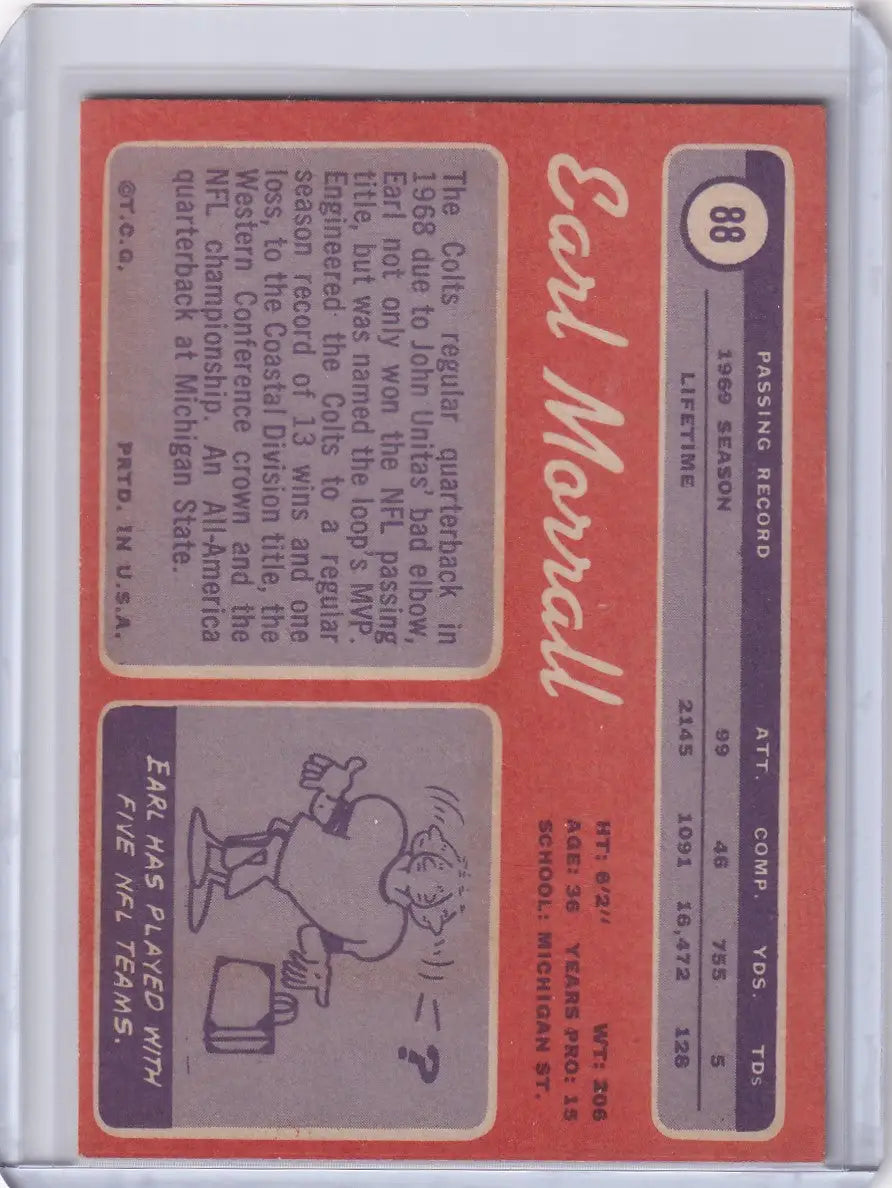 88
PASSING RECORD ATT. COMP. YDS. TDs
1969 SEASON 99 46 755 5
LIFETIME 2145 1091 16,472 128
Earl Morrall
HT: 6/2" WT: 206
AGE: 36 YEARS PRO: 15
SCHOOL: MICHIGAN ST.
The Colts regular quarterback in
1968 due to John Unitas' bad elbow,
Earl not only won the NFL passing
title, but was named the loop's MVP.
Engineered the Colts to a regular
season record of 13 wins and one
loss, to the Coastal Division title, the
Western Conference crown and the
NFL championship. An All-America
quarterback at Michigan State.
©T.C.G. PRTD. IN U.S.A.
= ?
EARL HAS PLAYED WITH
FIVE NFL TEAMS.